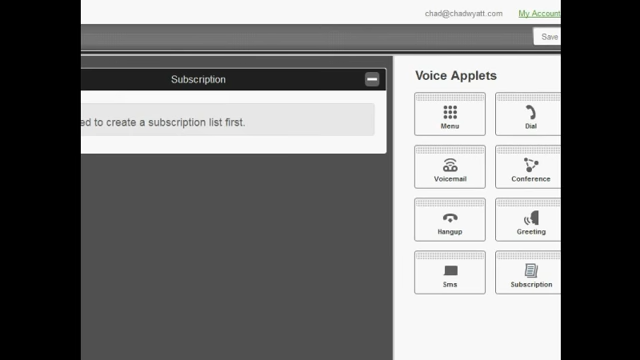 chad@chadwyatt.com My Account
Save
Subscription
Voice Applets
ed to create a subscription list first.
Menu Dial
Voicemail Conference
Hangup Greeting
Sms Subscription